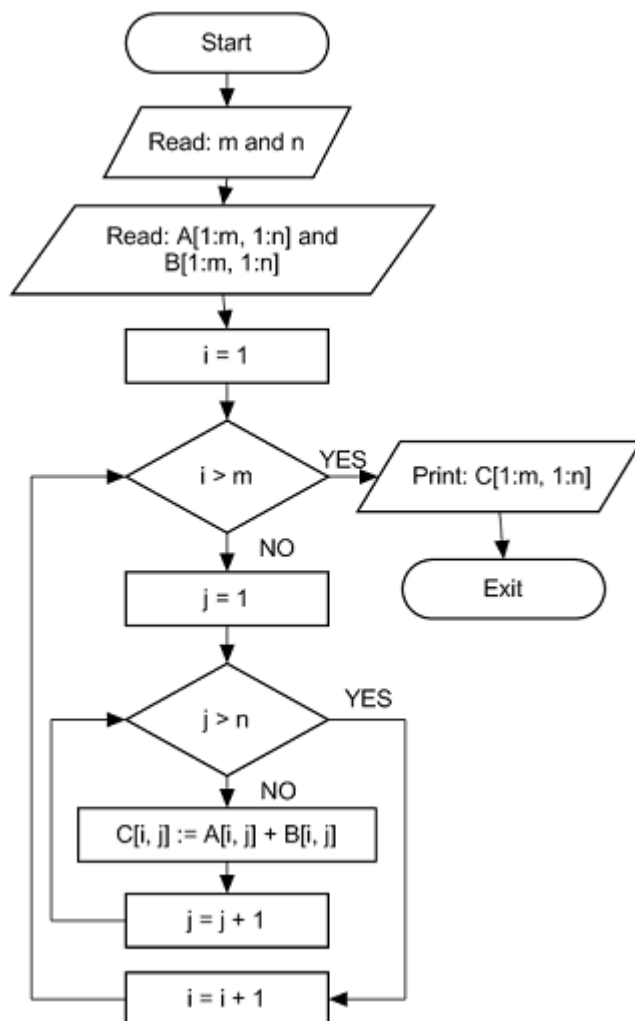 Start
Read: m and n
Read: A[1:m, 1:n] and
B[1:m, 1:n]
i = 1
i > m
YES
Print: C[1:m, 1:n]
NO
j = 1
Exit
j > n
YES
NO
C[i, j] := A[i, j] + B[i, j]
j = j + 1
i = i + 1